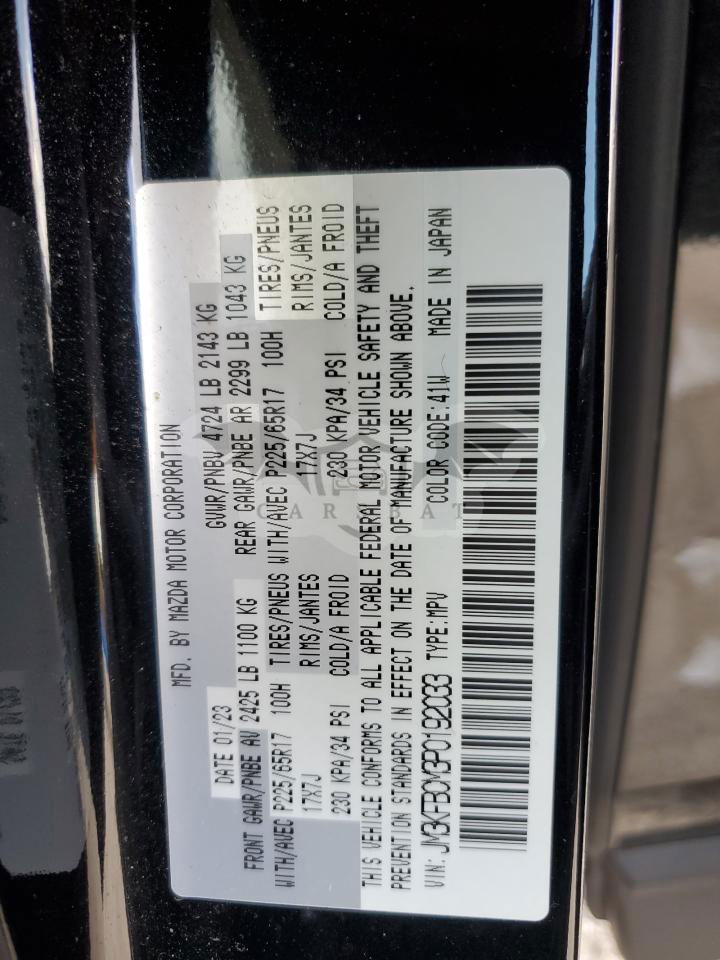 MFD. BY MAZDA MOTOR CORPORATION
DATE 01/23 GVWR/PNBV 4724 LB 2143 KG
FRONT GAWR/PNBE AV 2425 LB 1100 KG REAR GAWR/PNBE AR 2299 LB 1043 KG
WITH/AVEC P225/65R17 100H TIRES/PNEUS WITH/AVEC P225/65R17 100H TIRES/PNEUS
17X7J RIMS/JANTES 17X7J RIMS/JANTES
230 KPA/34 PSI COLD/A FROID 230 KPA/34 PSI COLD/A FROID
THIS VEHICLE CONFORMS TO ALL APPLICABLE FEDERAL MOTOR VEHICLE SAFETY AND THEFT
PREVENTION STANDARDS IN EFFECT ON THE DATE OF MANUFACTURE SHOWN ABOVE.
VIN: JM3KFBCM3P0192033 TYPE:MPV COLOR CODE:41W MADE IN JAPAN
CARSBAT